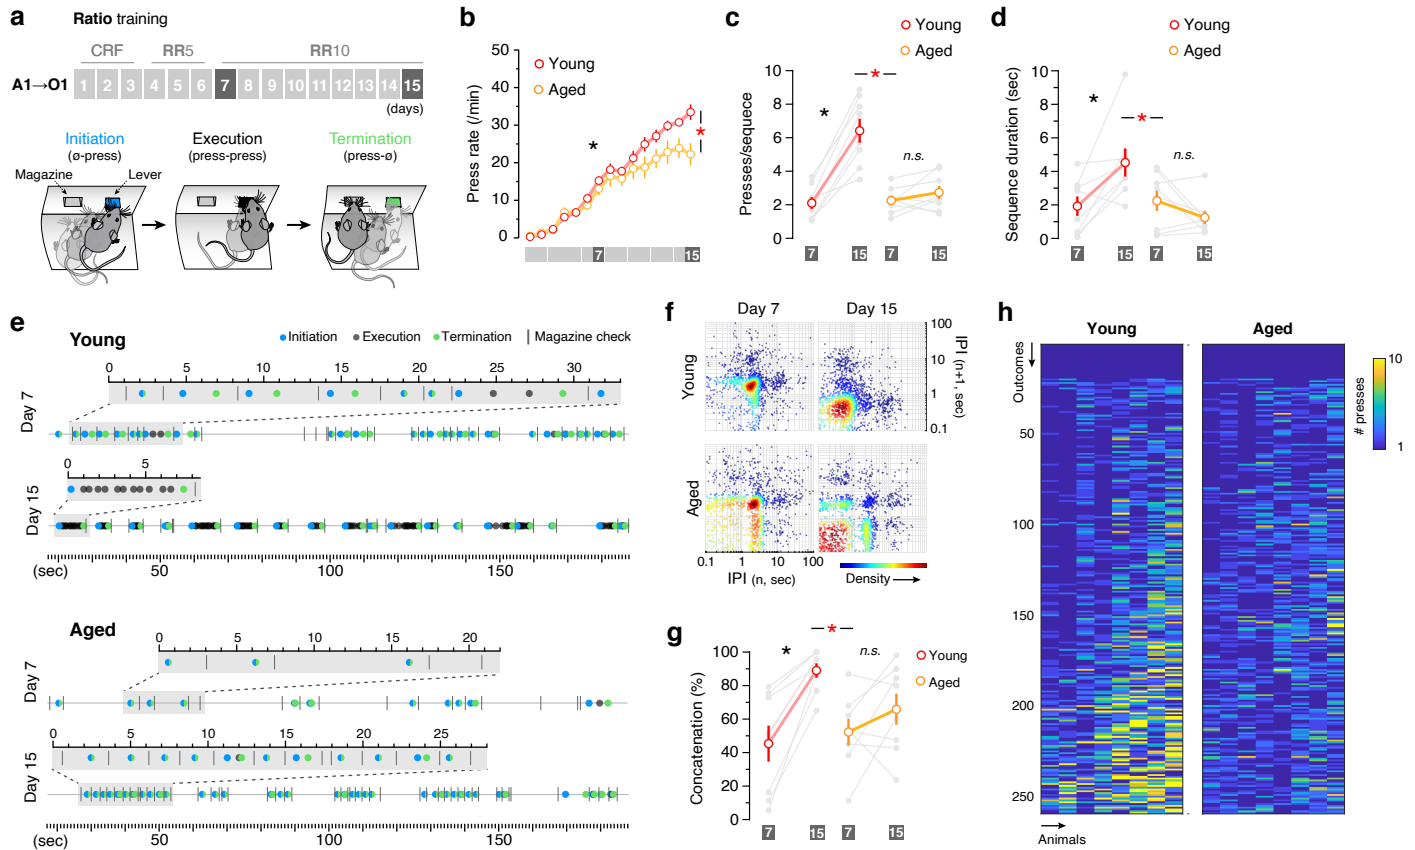 a
Ratio training
CRF RR5 RR10
A1→O1 1 2 3 4 5 6 7 8 9 10 11 12 13 14 15
(days)
Initiation Execution Termination
(ø-press) (press-press) (press-ø)
Magazine Lever
b
Press rate (/min)
50
40
30
20
10
0
Young
Aged
*
*
7 15
c
Young
Aged
Presses/sequece
10
8
6
4
2
0
*
*
n.s.
7 15 7 15
d
Young
Aged
Sequence duration (sec)
10
8
6
4
2
0
*
*
n.s.
7 15 7 15
e
Young
Initiation Execution Termination Magazine check
0 5 10 15 20 25 30
Day 7
0 5
Day 15
(sec) 50 100 150
Aged
0 5 10 15 20
Day 7
0 5 10 15 20 25
Day 15
(sec) 50 100 150
f
Day 7 Day 15
Young
Aged
100
10
1
0.1
IPI (n+1, sec)
0.1 1 10 100
IPI (n, sec)
Density
g
Young
Aged
Concatenation (%)
100
80
60
40
20
0
*
*
n.s.
7 15 7 15
h
Young Aged
Outcomes
50
100
150
200
250
Animals
# presses
10
1